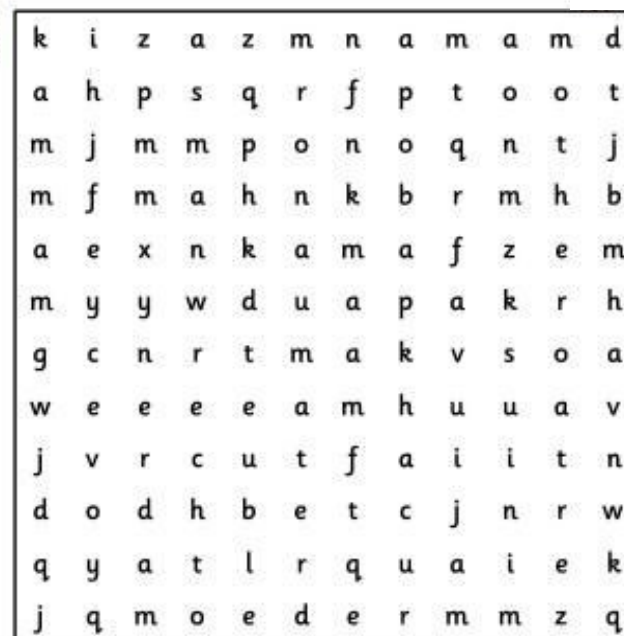 k i z a z m n a m a m d
a h p s q r f p t o o t
m j m m p o n o q n t j
m f m a h n k b r m h b
a e x n k a m a f z e m
m y y w d u a p a k r h
g c n r t m a k v s o a
w e e e e a m h u u a v
j v r c u t f a i i t n
d o d h b e t c j n r w
q y a t l r q u a i e k
j q m o e d e r m m z q